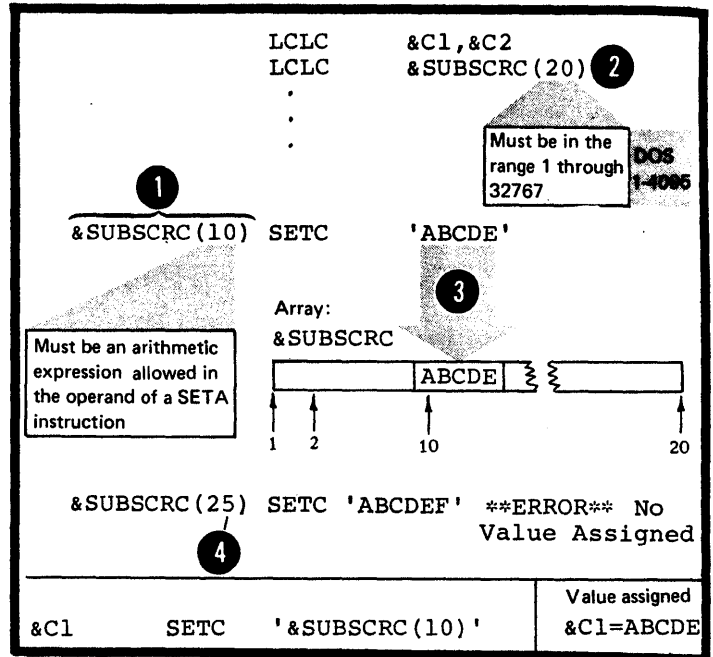 LCLC &C1,&C2
LCLC &SUBSCRC(20) 2
.
.
.
Must be in the
range 1 through
32767
DOS
1-4095
1
&SUBSCRC(10) SETC 'ABCDE'
3
Must be an arithmetic
expression allowed in
the operand of a SETA
instruction
Array:
&SUBSCRC
ABCDE
1 2 10 20
&SUBSCRC(25) SETC 'ABCDEF' **ERROR** No
Value Assigned
4
Value assigned
&C1 SETC '&SUBSCRC(10)' &C1=ABCDE